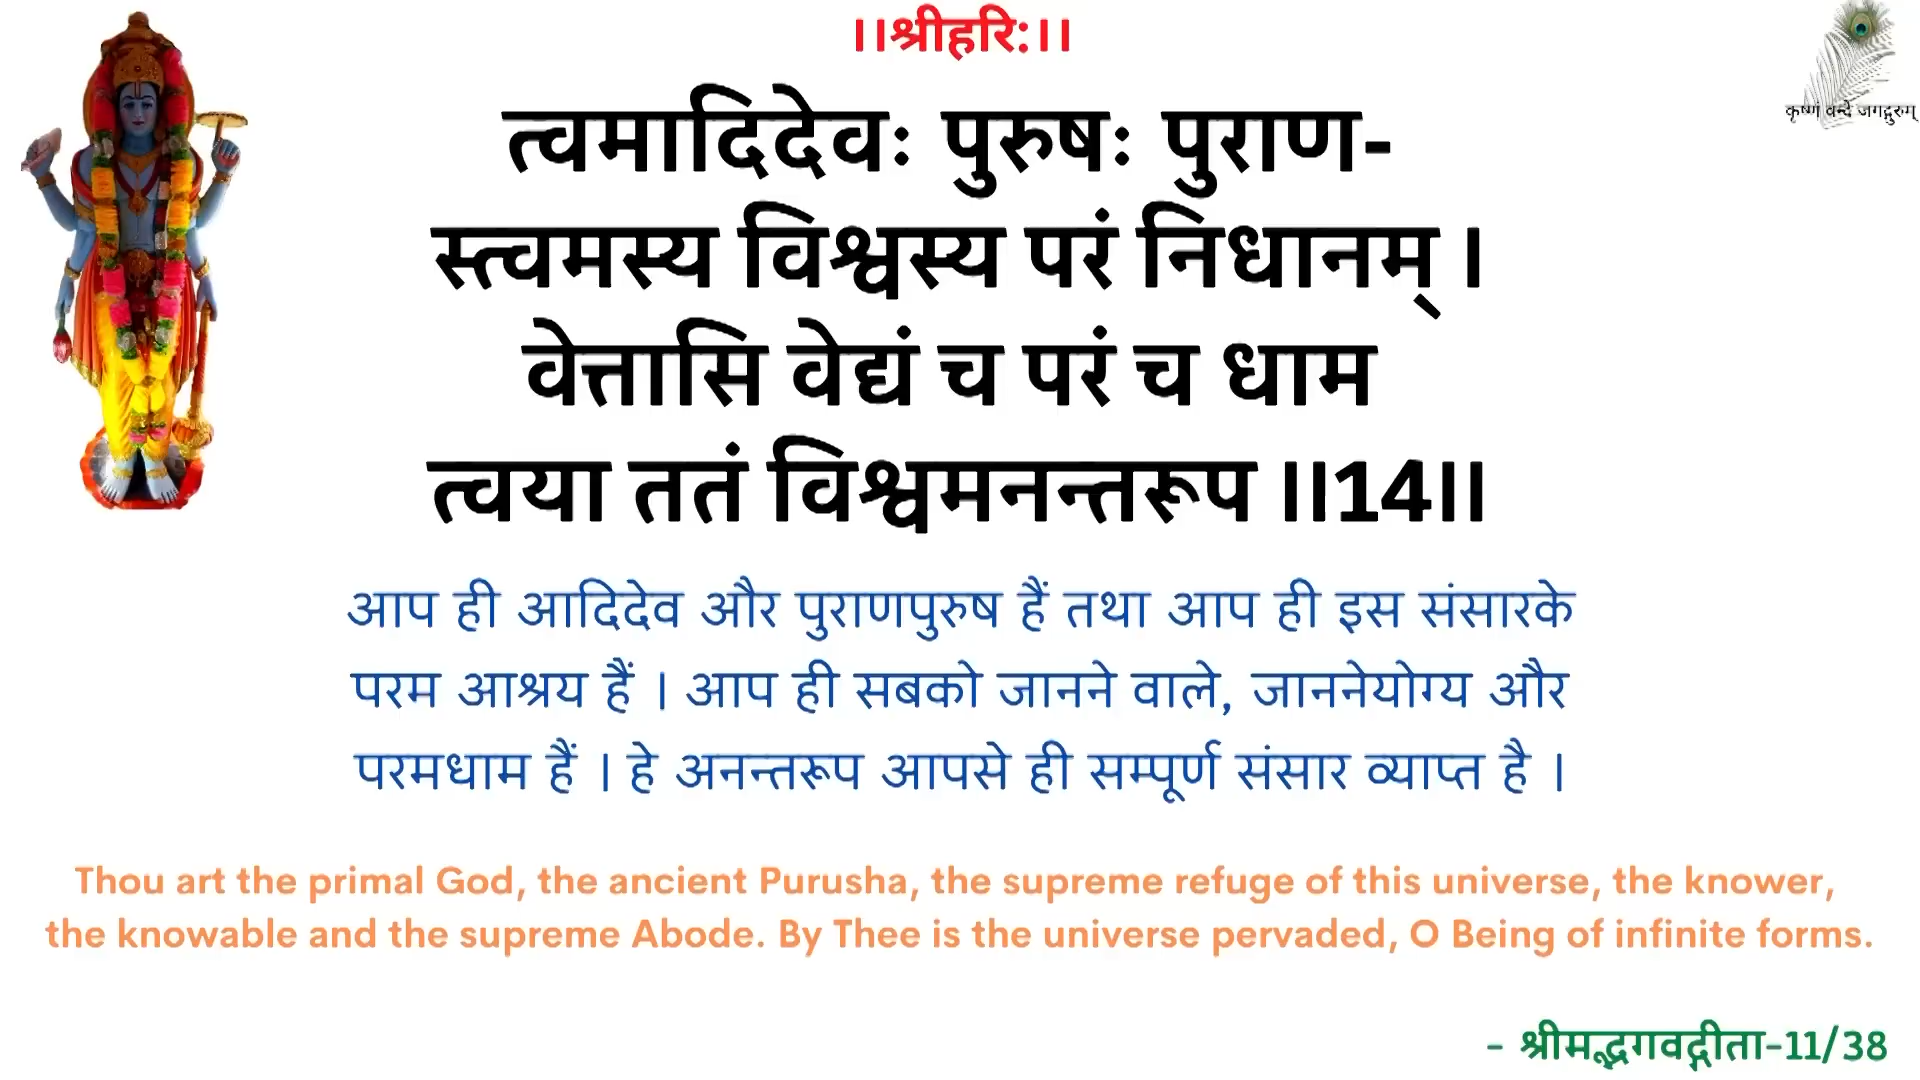 ।।श्रीहरि:।।
कृष्णं वन्दे जगद्गुरुम्
त्वमादिदेवः पुरुषः पुराण-
स्त्वमस्य विश्वस्य परं निधानम् ।
वेत्तासि वेद्यं च परं च धाम
त्वया ततं विश्वमनन्तरूप ।।14।।
आप ही आदिदेव और पुराणपुरुष हैं तथा आप ही इस संसारके
परम आश्रय हैं । आप ही सबको जानने वाले, जाननेयोग्य और
परमधाम हैं । हे अनन्तरूप आपसे ही सम्पूर्ण संसार व्याप्त है ।
Thou art the primal God, the ancient Purusha, the supreme refuge of this universe, the knower,
the knowable and the supreme Abode. By Thee is the universe pervaded, O Being of infinite forms.
- श्रीमद्भगवद्गीता-11/38